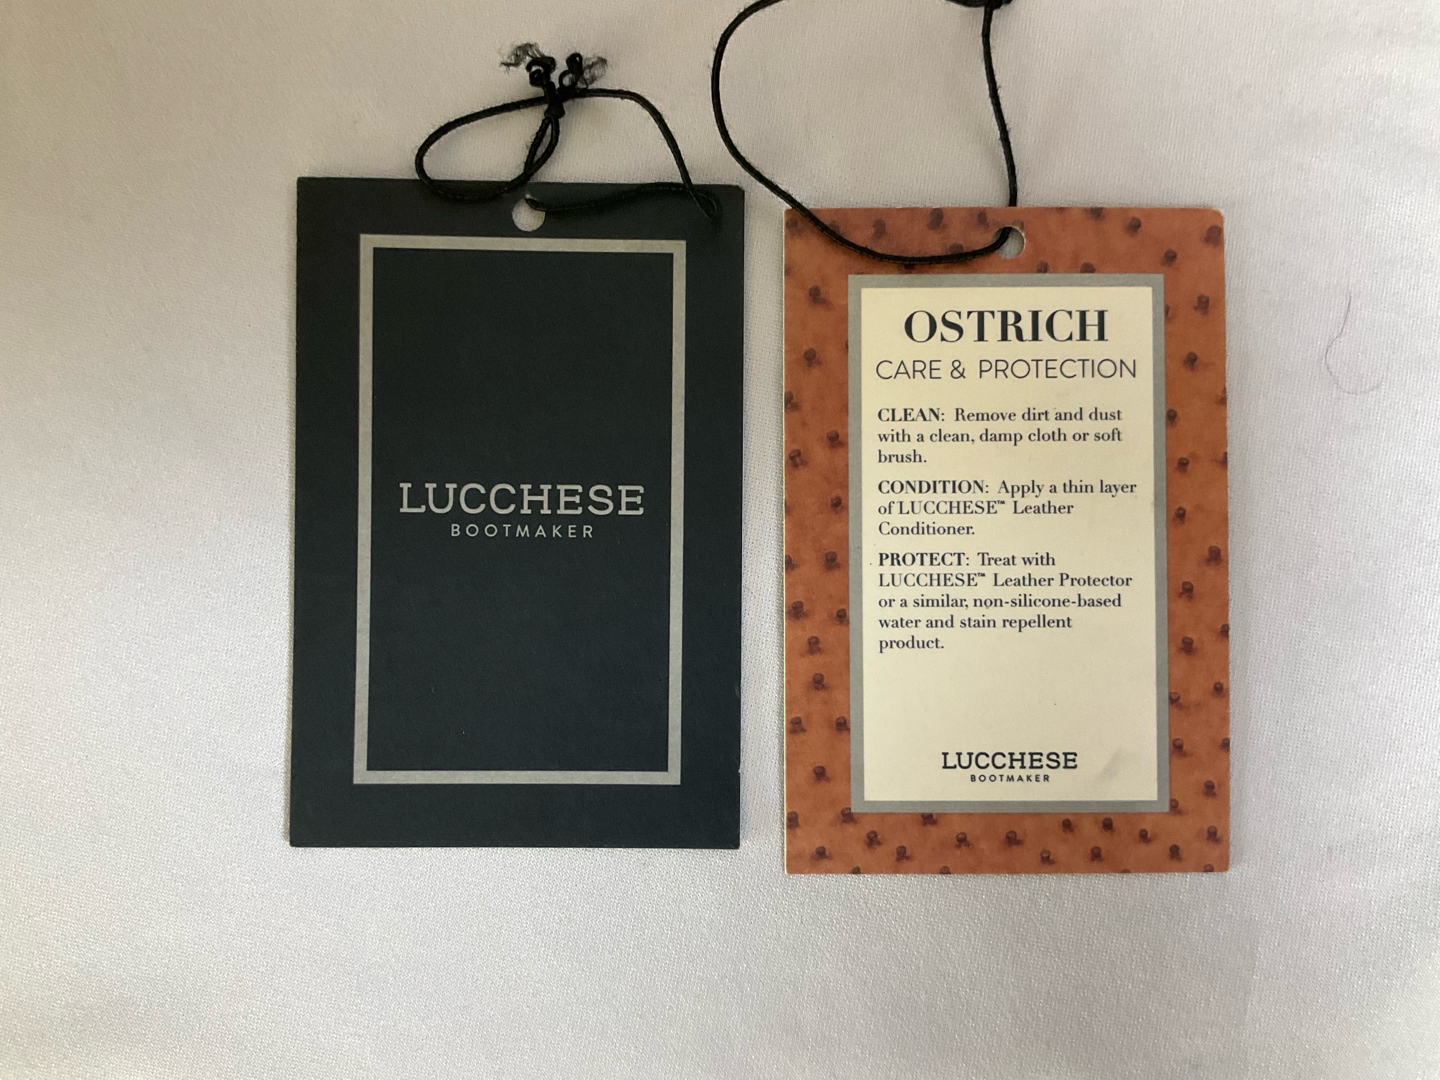 LUCCHESE
BOOTMAKER
OSTRICH
CARE & PROTECTION
CLEAN: Remove dirt and dust
with a clean, damp cloth or soft
brush.
CONDITION: Apply a thin layer
of LUCCHESE™ Leather
Conditioner.
PROTECT: Treat with
LUCCHESE™ Leather Protector
or a similar, non-silicone-based
water and stain repellent
product.
LUCCHESE
BOOTMAKER